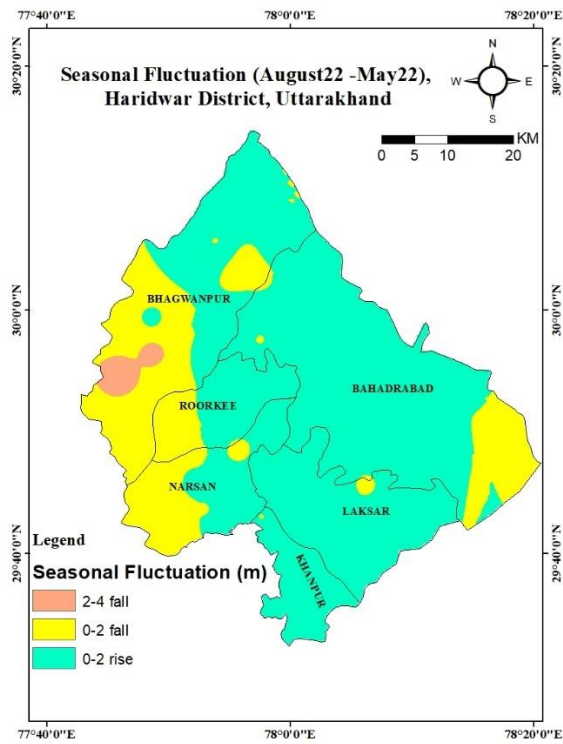 77°40'0"E 78°0'0"E 78°20'0"E
30°20'0"N
30°20'0"N
Seasonal Fluctuation (August22 -May22),
Haridwar District, Uttarakhand
N
W E
S
KM
0 5 10 20
30°0'0"N
30°0'0"N
BHAGWANPUR
BAHADRABAD
ROORKEE
NARSAN
LAKSAR
KHANPUR
29°40'0"N
29°40'0"N
Legend
Seasonal Fluctuation (m)
2-4 fall
0-2 fall
0-2 rise
77°40'0"E 78°0'0"E 78°20'0"E